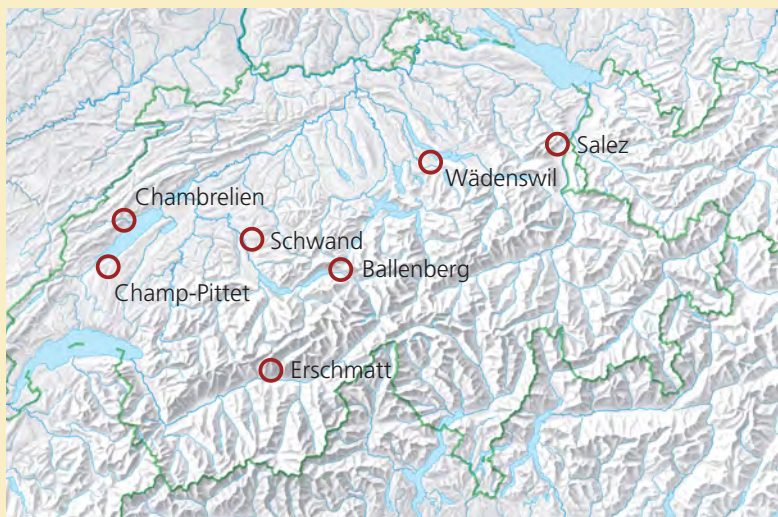 Salez
Wädenswil
Chambrelien
Schwand
Ballenberg
Champ-Pittet
Erschmatt